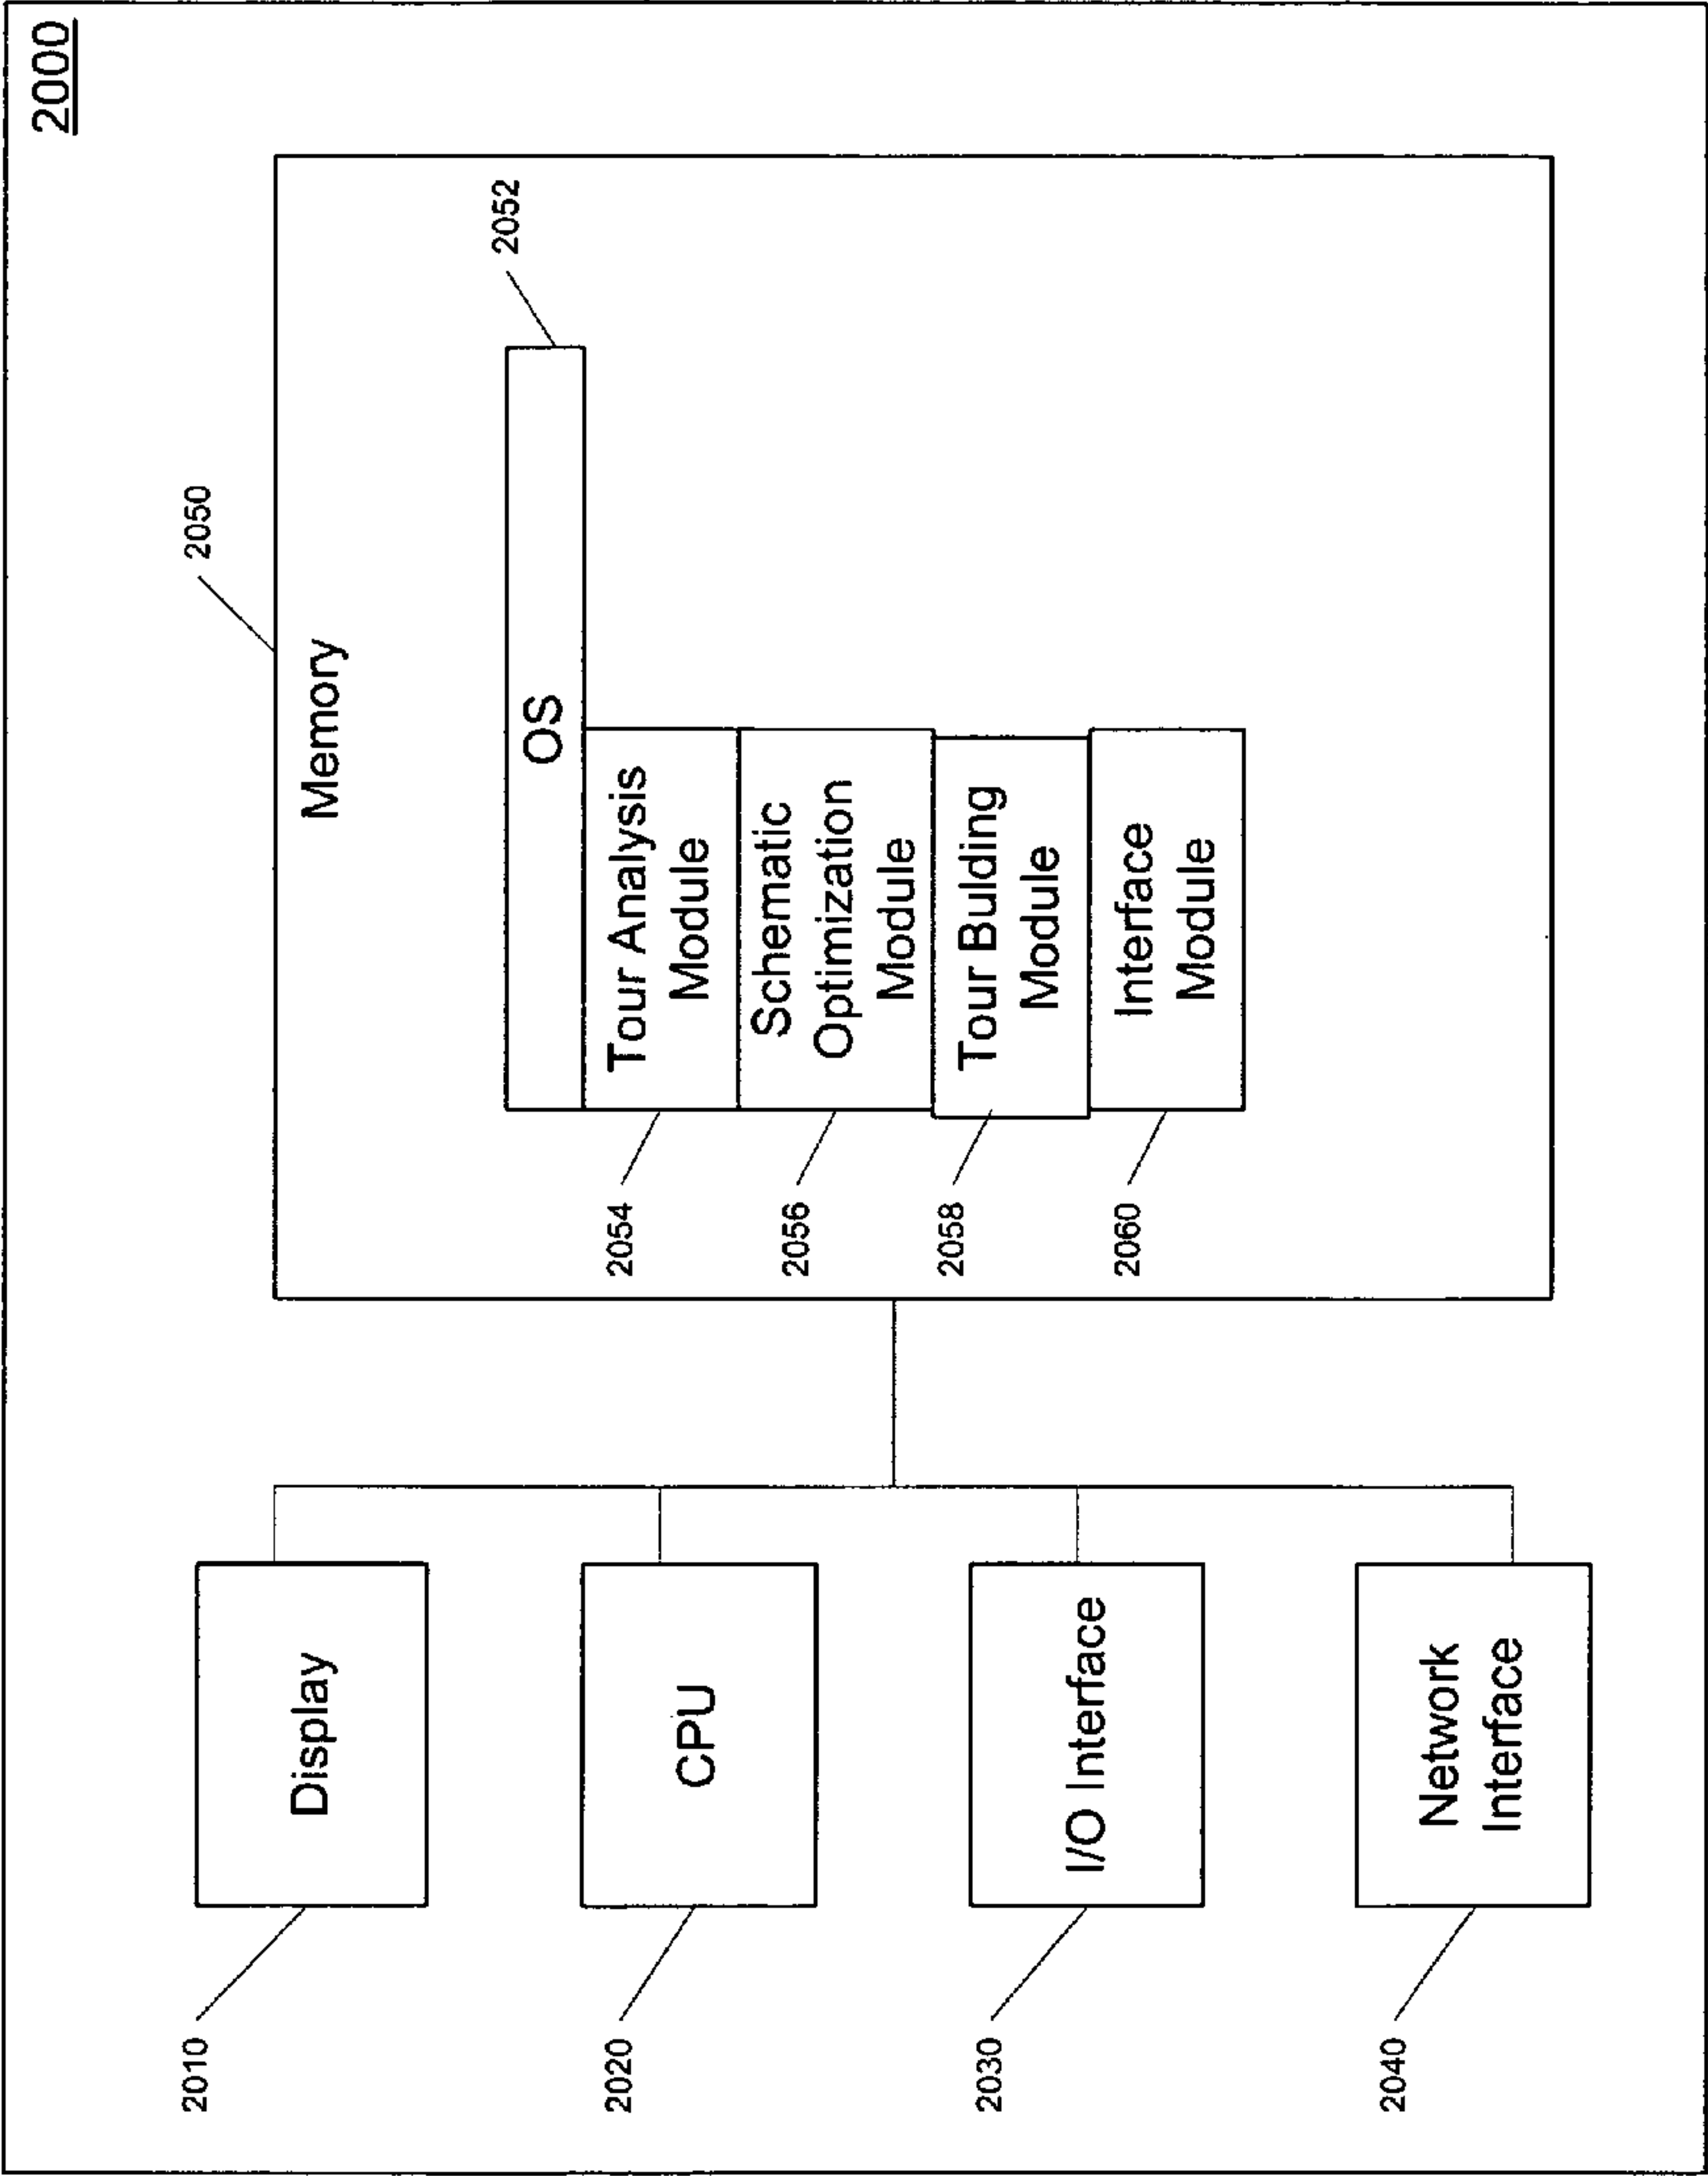 2000
2050
Memory
2052
OS
2054
Tour Analysis
Module
2056
Schematic
Optimization
Module
2058
Tour Bulding
Module
2060
Interface
Module
2010
Display
2020
CPU
2030
I/O Interface
2040
Network
Interface